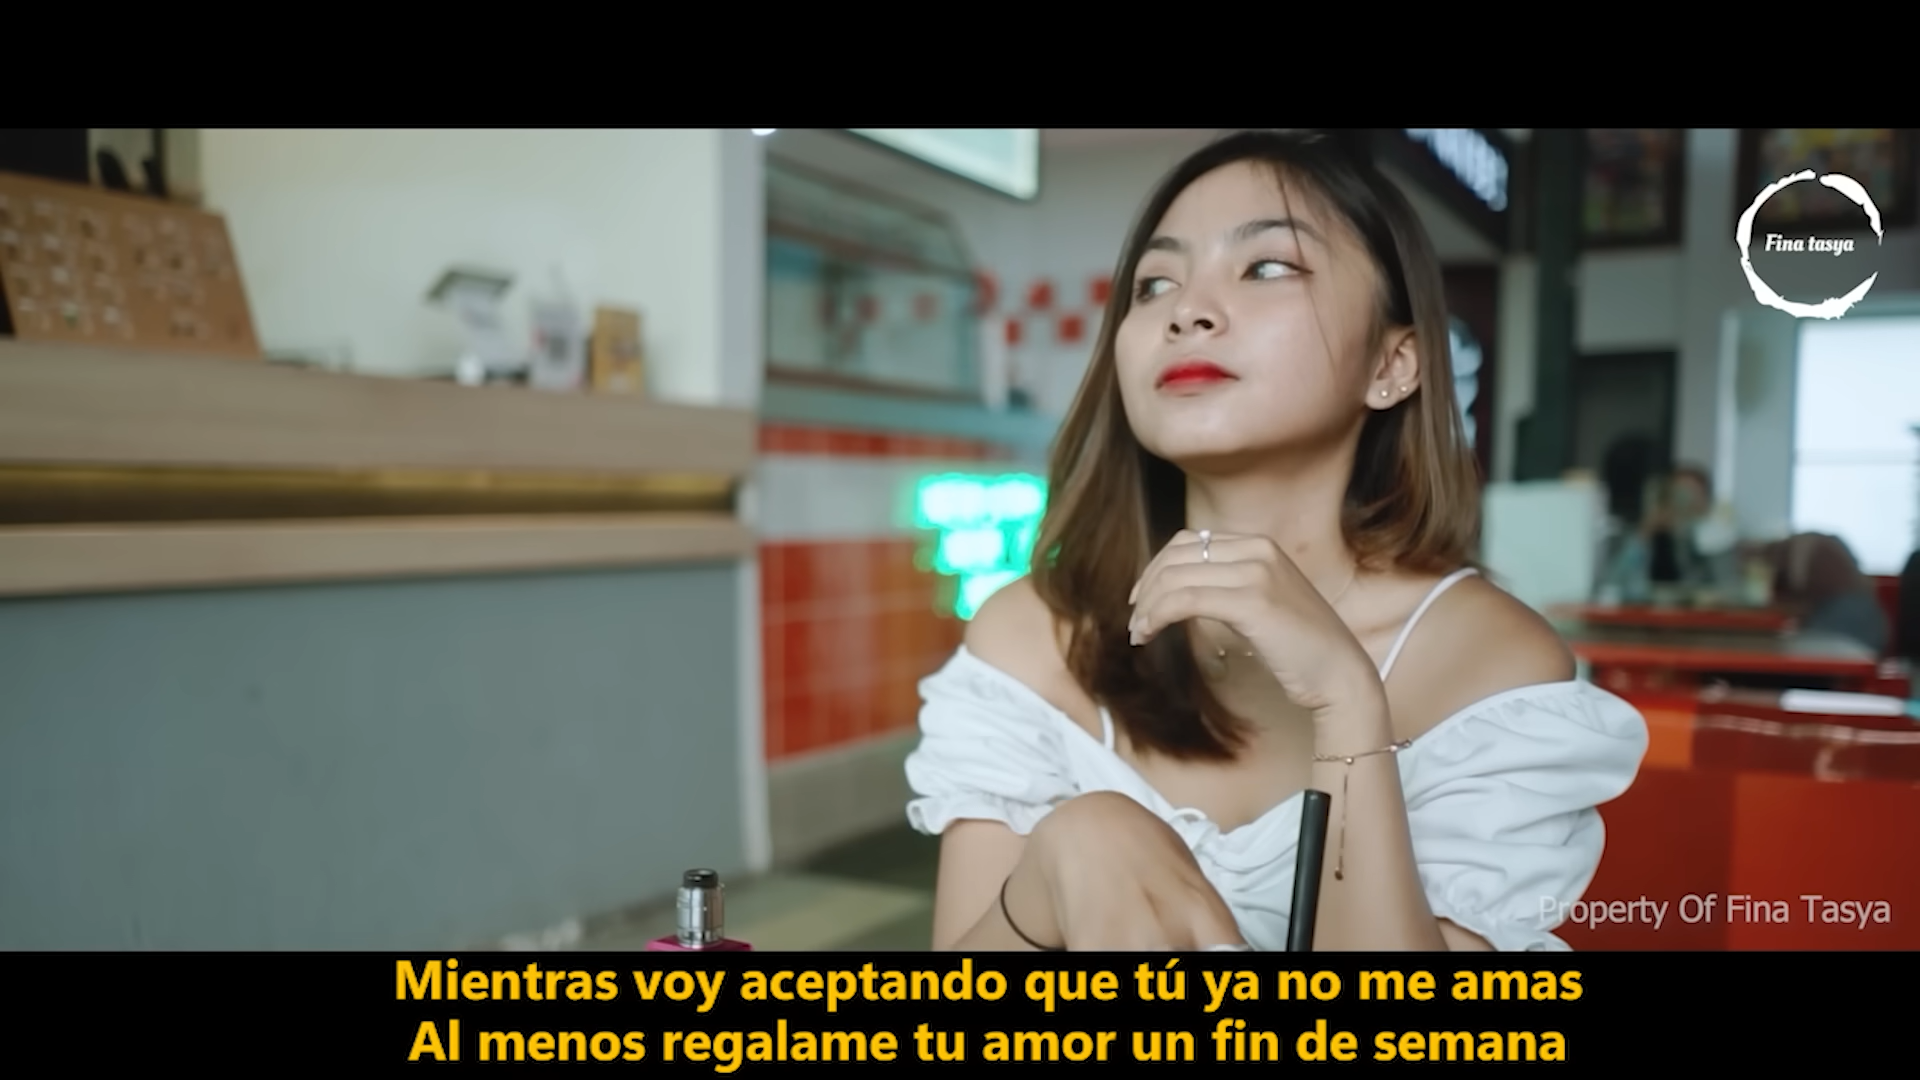 Fina tasya
Property Of Fina Tasya
Mientras voy aceptando que tú ya no me amas
Al menos regalame tu amor un fin de semana